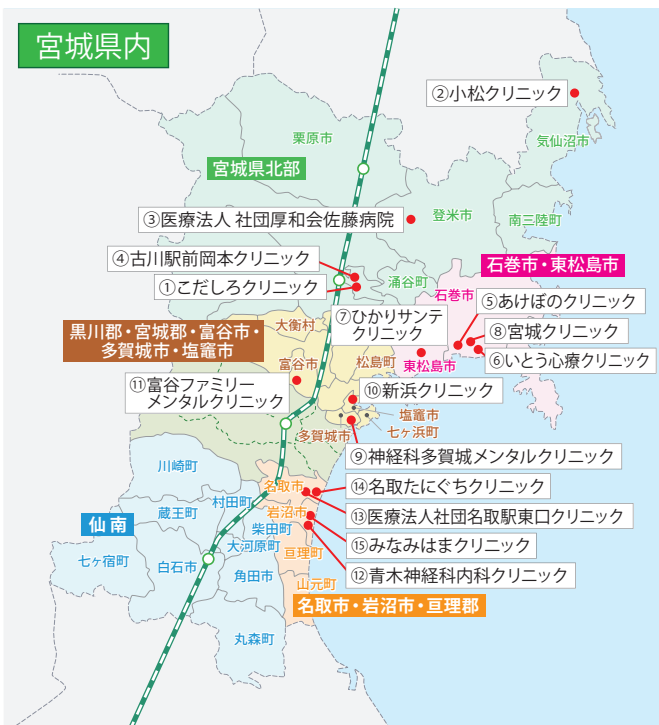 宮城県内
②小松クリニック
栗原市
気仙沼市
宮城県北部
③医療法人 社団厚和会佐藤病院
登米市
南三陸町
④古川駅前岡本クリニック
石巻市・東松島市
①こだしろクリニック
涌谷町
石巻市
⑤あけぼのクリニック
⑦ひかりサンテ
クリニック
大衡村
黒川郡・宮城郡・富谷市・
多賀城市・塩竈市
⑧宮城クリニック
富谷市
松島町
東松島市
⑥いとう心療クリニック
⑪富谷ファミリー
メンタルクリニック
⑩新浜クリニック
塩竈市
七ヶ浜町
多賀城市
⑨神経科多賀城メンタルクリニック
川崎町
名取市
⑭名取たにぐちクリニック
村田町
蔵王町
岩沼市
⑬医療法人社団名取駅東口クリニック
仙南
柴田町
大河原町
⑮みなみはまクリニック
七ヶ宿町
白石市
亘理町
角田市
山元町
⑫青木神経科内科クリニック
名取市・岩沼市・亘理郡
丸森町